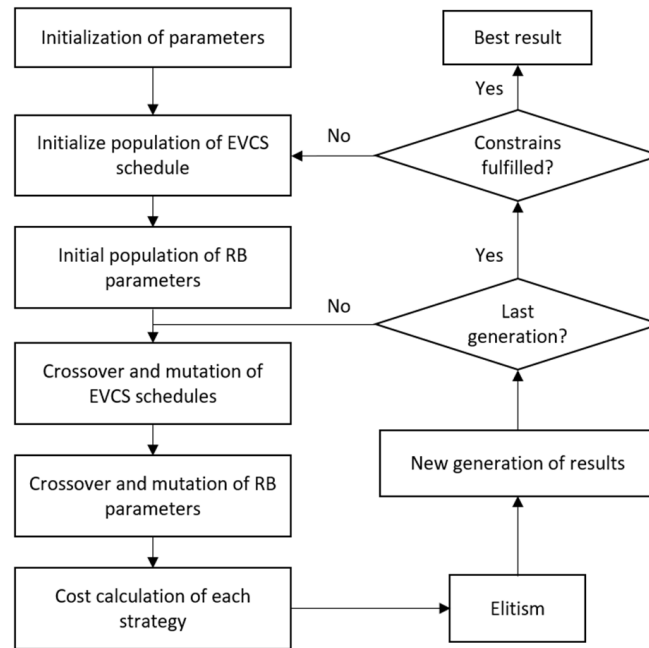 Initialization of parameters
Initialize population of EVCS
schedule
Initial population of RB
parameters
Crossover and mutation of
EVCS schedules
Crossover and mutation of RB
parameters
Cost calculation of each
strategy
Elitism
New generation of results
Last
generation?
No
Yes
Constrains
fulfilled?
No
Yes
Best result